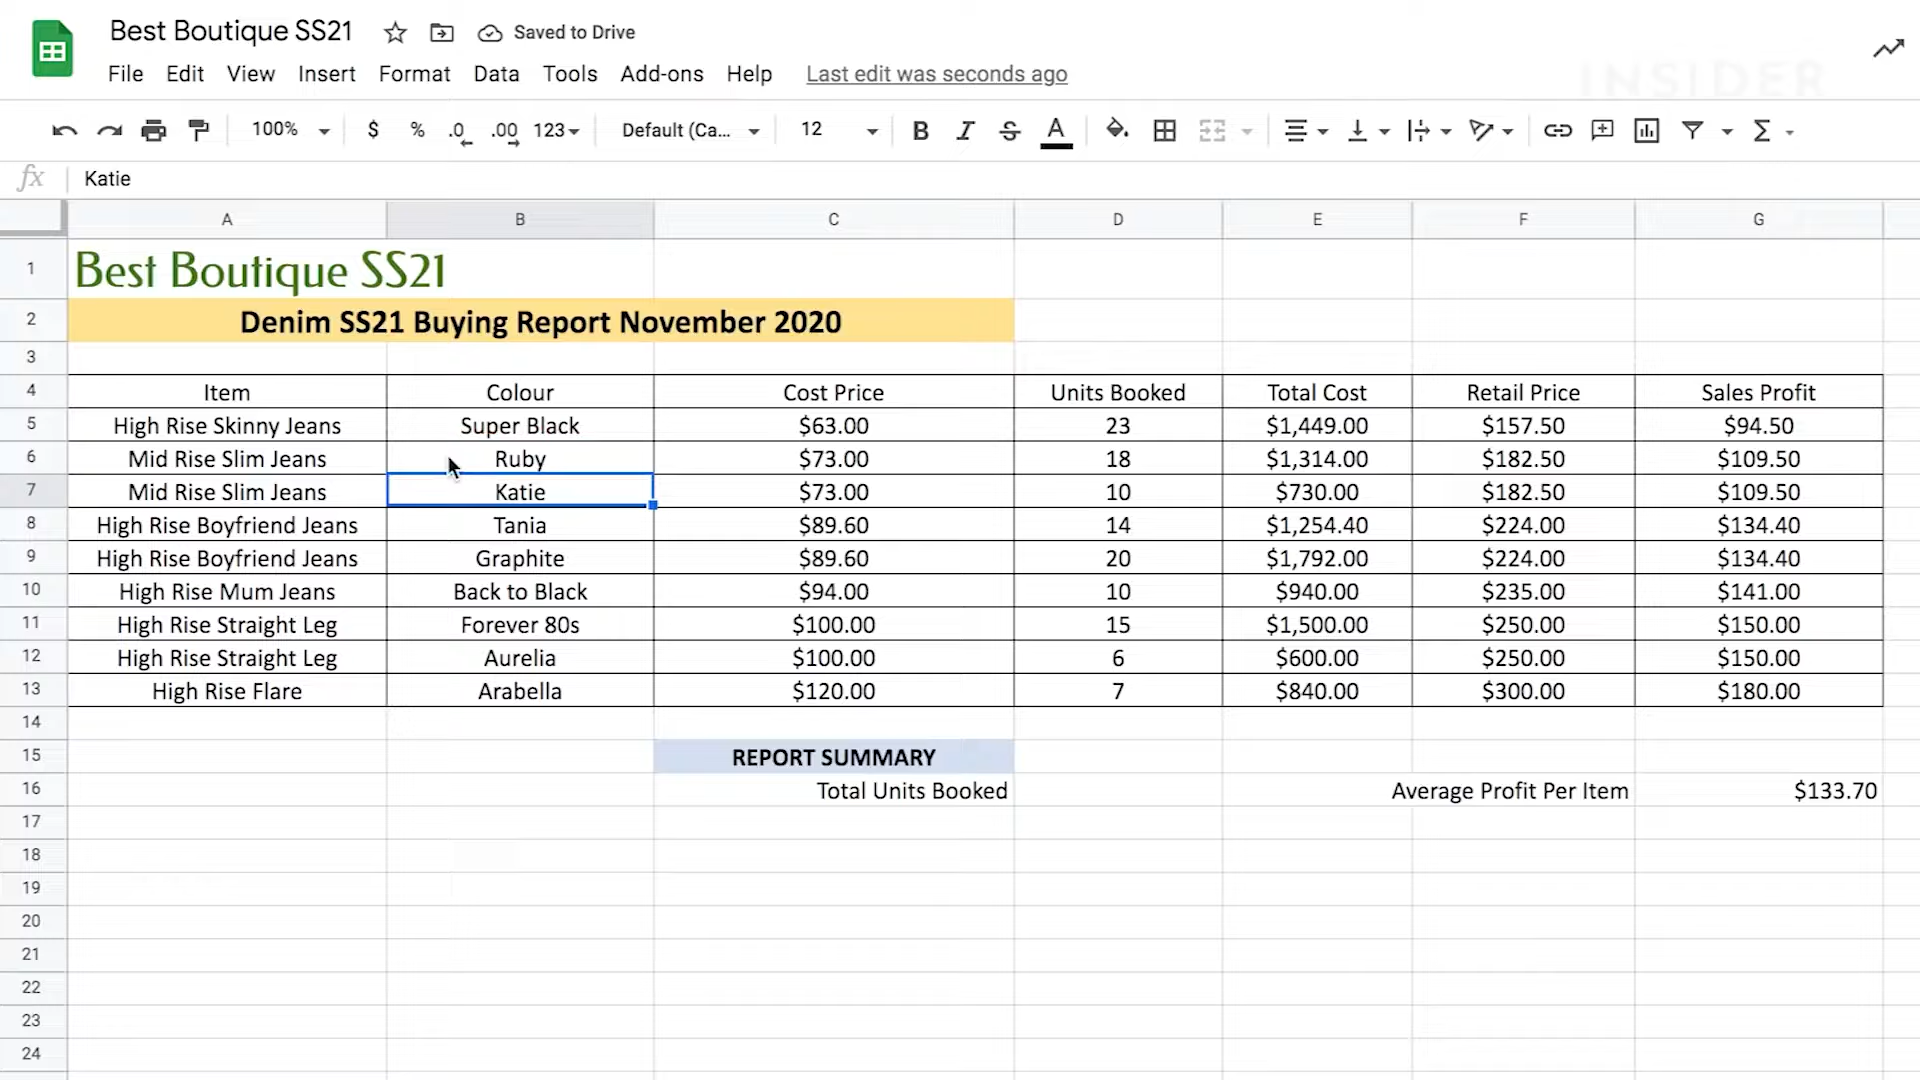 Best Boutique SS21 Saved to Drive
File Edit View Insert Format Data Tools Add-ons Help Last edit was seconds ago
INSIDER
100% $ % .0 .00 123 Default (Ca... 12 B I S A
fx Katie
A B C D E F G
1 Best Boutique SS21
2 Denim SS21 Buying Report November 2020
3
4 Item Colour Cost Price Units Booked Total Cost Retail Price Sales Profit
5 High Rise Skinny Jeans Super Black $63.00 23 $1,449.00 $157.50 $94.50
6 Mid Rise Slim Jeans Ruby $73.00 18 $1,314.00 $182.50 $109.50
7 Mid Rise Slim Jeans Katie $73.00 10 $730.00 $182.50 $109.50
8 High Rise Boyfriend Jeans Tania $89.60 14 $1,254.40 $224.00 $134.40
9 High Rise Boyfriend Jeans Graphite $89.60 20 $1,792.00 $224.00 $134.40
10 High Rise Mum Jeans Back to Black $94.00 10 $940.00 $235.00 $141.00
11 High Rise Straight Leg Forever 80s $100.00 15 $1,500.00 $250.00 $150.00
12 High Rise Straight Leg Aurelia $100.00 6 $600.00 $250.00 $150.00
13 High Rise Flare Arabella $120.00 7 $840.00 $300.00 $180.00
14
15 REPORT SUMMARY
16 Total Units Booked Average Profit Per Item $133.70
17
18
19
20
21
22
23
24